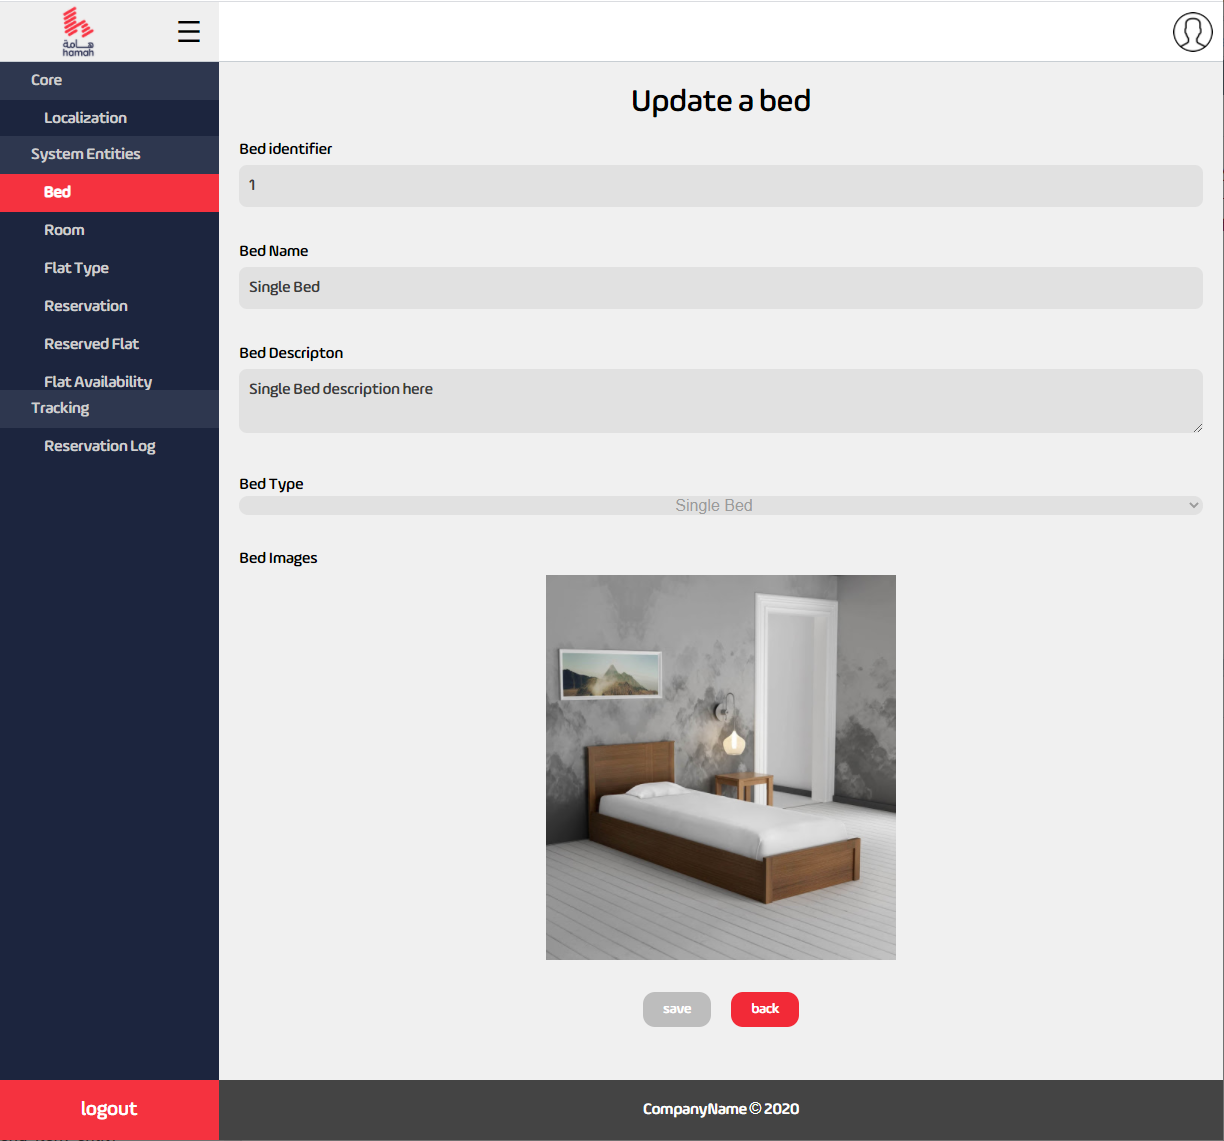 هامة
hamah
☰
Core
Localization
System Entities
Bed
Room
Flat Type
Reservation
Reserved Flat
Flat Availability
Tracking
Reservation Log
logout
Update a bed
Bed identifier
1
Bed Name
Single Bed
Bed Descripton
Single Bed description here
Bed Type
Single Bed
Bed Images
save
back
CompanyName © 2020